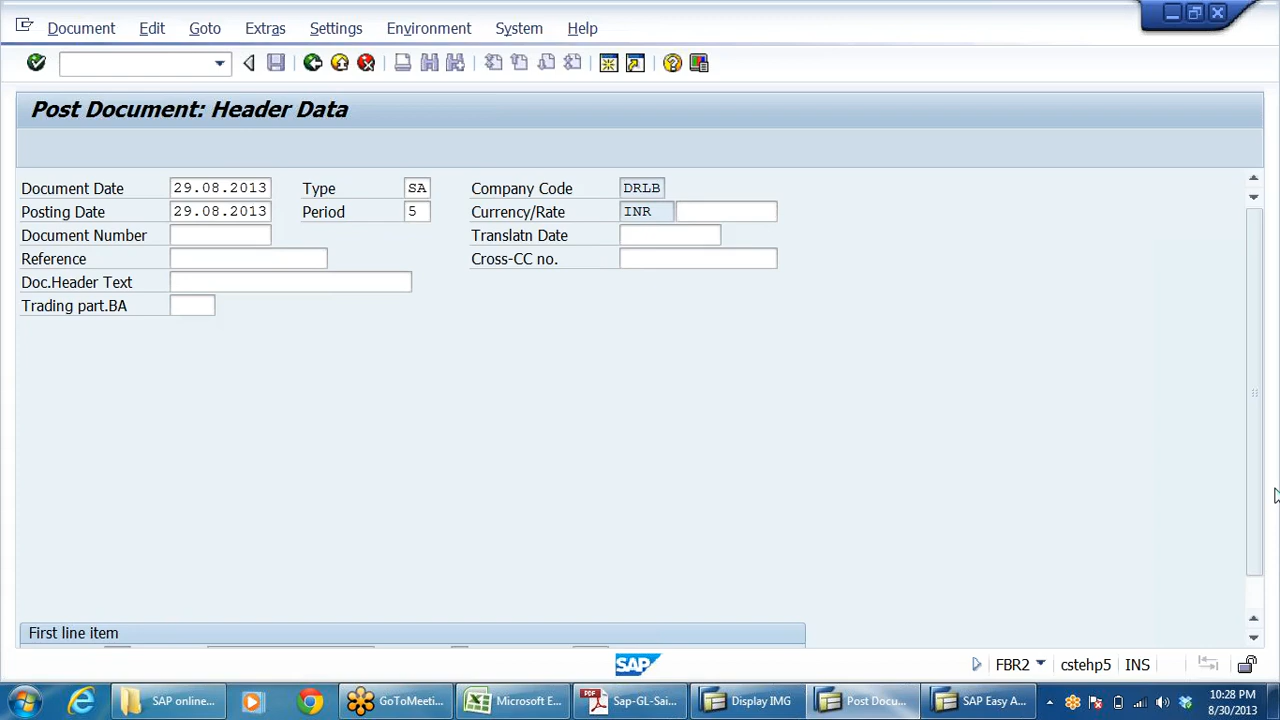 Document Edit Goto Extras Settings Environment System Help
Post Document: Header Data
Document Date 29.08.2013 Type SA Company Code DRLB
Posting Date 29.08.2013 Period 5 Currency/Rate INR
Document Number Translatn Date
Reference Cross-CC no.
Doc.Header Text
Trading part.BA
First line item
SAP FBR2 cstehp5 INS
SAP online... GoToMeeti... Microsoft E... Sap-GL-Sai... Display IMG Post Docu... SAP Easy A... 10:28 PM
8/30/2013